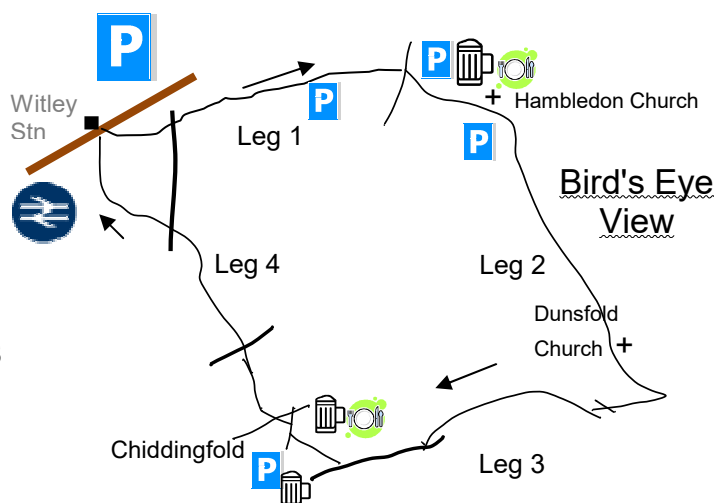 P
Witley
Stn
P
P
Hambledon Church
P
Leg 1
Bird's Eye
View
Leg 4
Leg 2
Dunsfold
Church
Chiddingfold
P
Leg 3